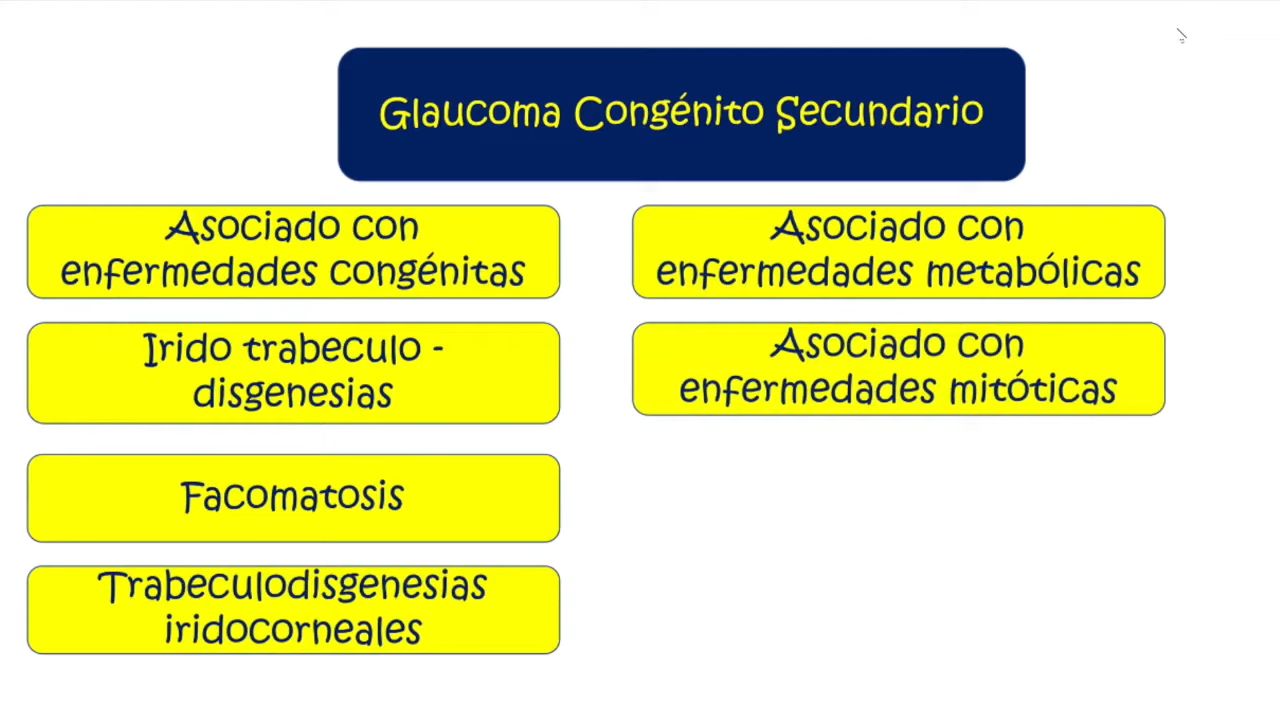 Glaucoma Congénito Secundario
Asociado con
enfermedades congénitas
Irido trabeculo -
disgenesias
Facomatosis
Trabeculodisgenesias
iridocorneales
Asociado con
enfermedades metabólicas
Asociado con
enfermedades mitóticas